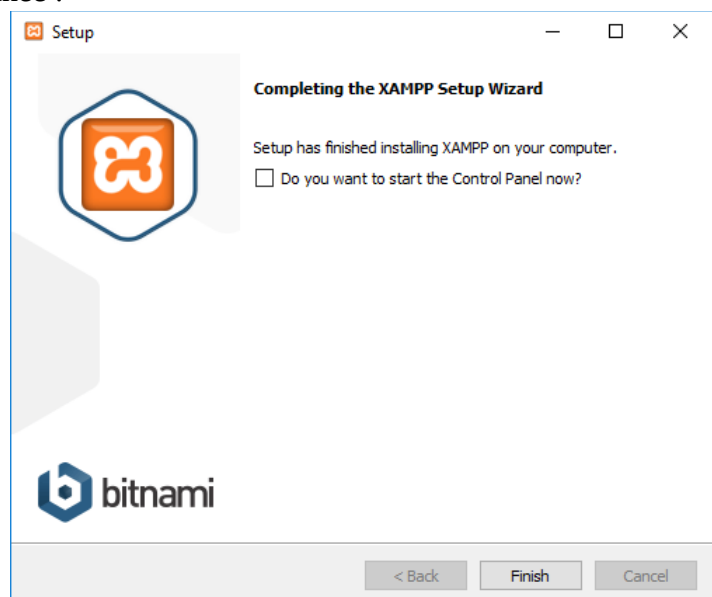 Setup
Completing the XAMPP Setup Wizard
Setup has finished installing XAMPP on your computer.
Do you want to start the Control Panel now?
bitnami
< Back
Finish
Cancel